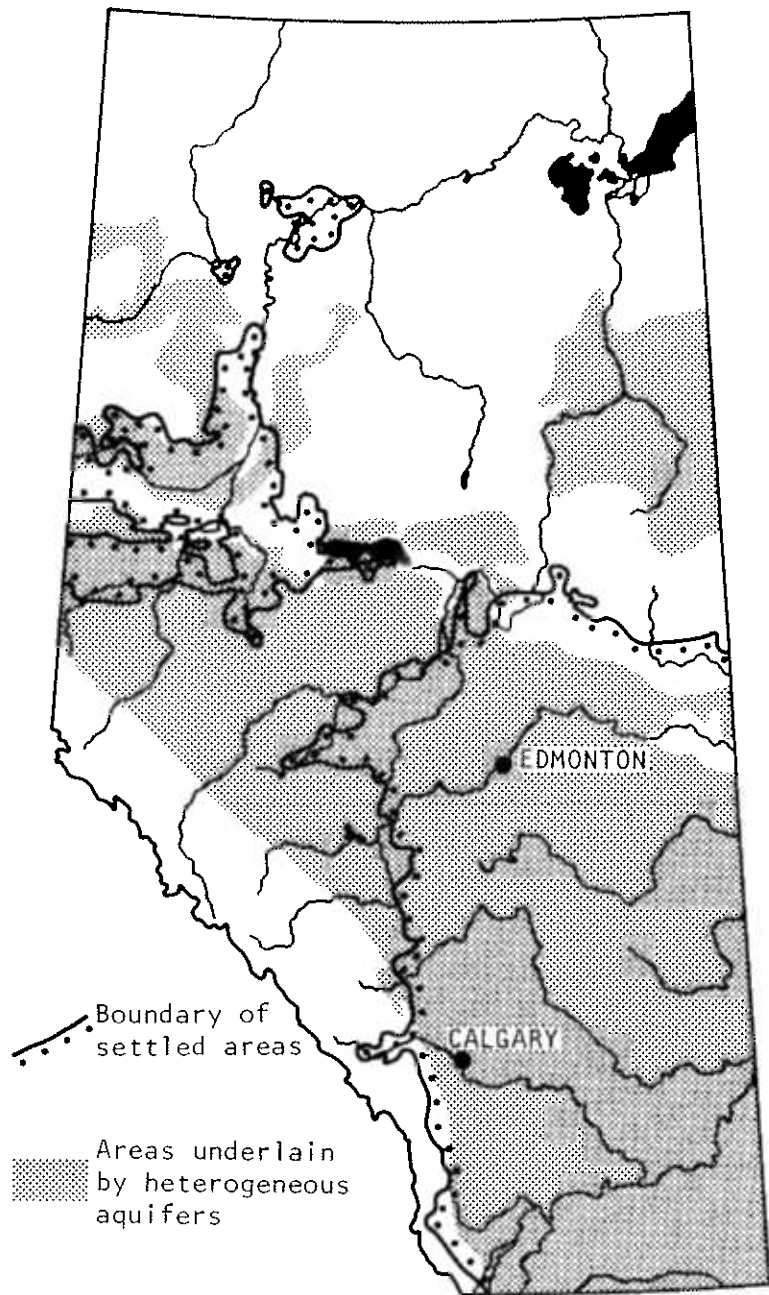 EDMONTON
CALGARY
Boundary of
settled areas
Areas underlain
by heterogeneous
aquifers